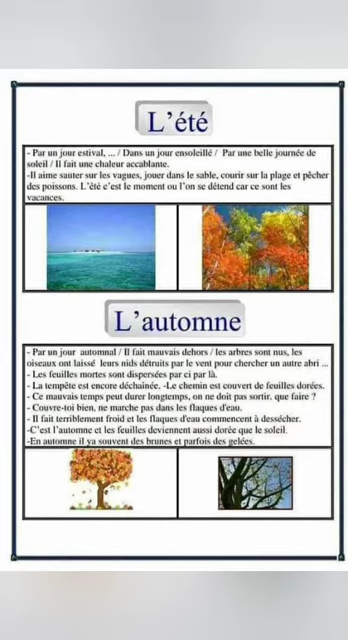 L'été
- Par un jour estival, ... / Dans un jour ensoleillé / Par une belle journée de
soleil / Il fait une chaleur accablante.
-Il aime sauter sur les vagues, jouer dans le sable, courir sur la plage et pêcher
des poissons. L'été c'est le moment ou l'on se détend car ce sont les
vacances.
L'automne
- Par un jour automnal / Il fait mauvais dehors / les arbres sont nus, les
oiseaux ont laissé leurs nids détruits par le vent pour chercher un autre abri ...
- Les feuilles mortes sont dispersées par ci par là.
- La tempête est encore déchaînée. -Le chemin est couvert de feuilles dorées.
- Ce mauvais temps peut durer longtemps, on ne doit pas sortir, que faire ?
- Couvre-toi bien, ne marche pas dans les flaques d'eau.
- Il fait terriblement froid et les flaques d'eau commencent à dessécher.
-C'est l'automne et les feuilles deviennent aussi dorée que le soleil.
-En automne il ya souvent des brunes et parfois des gelées.